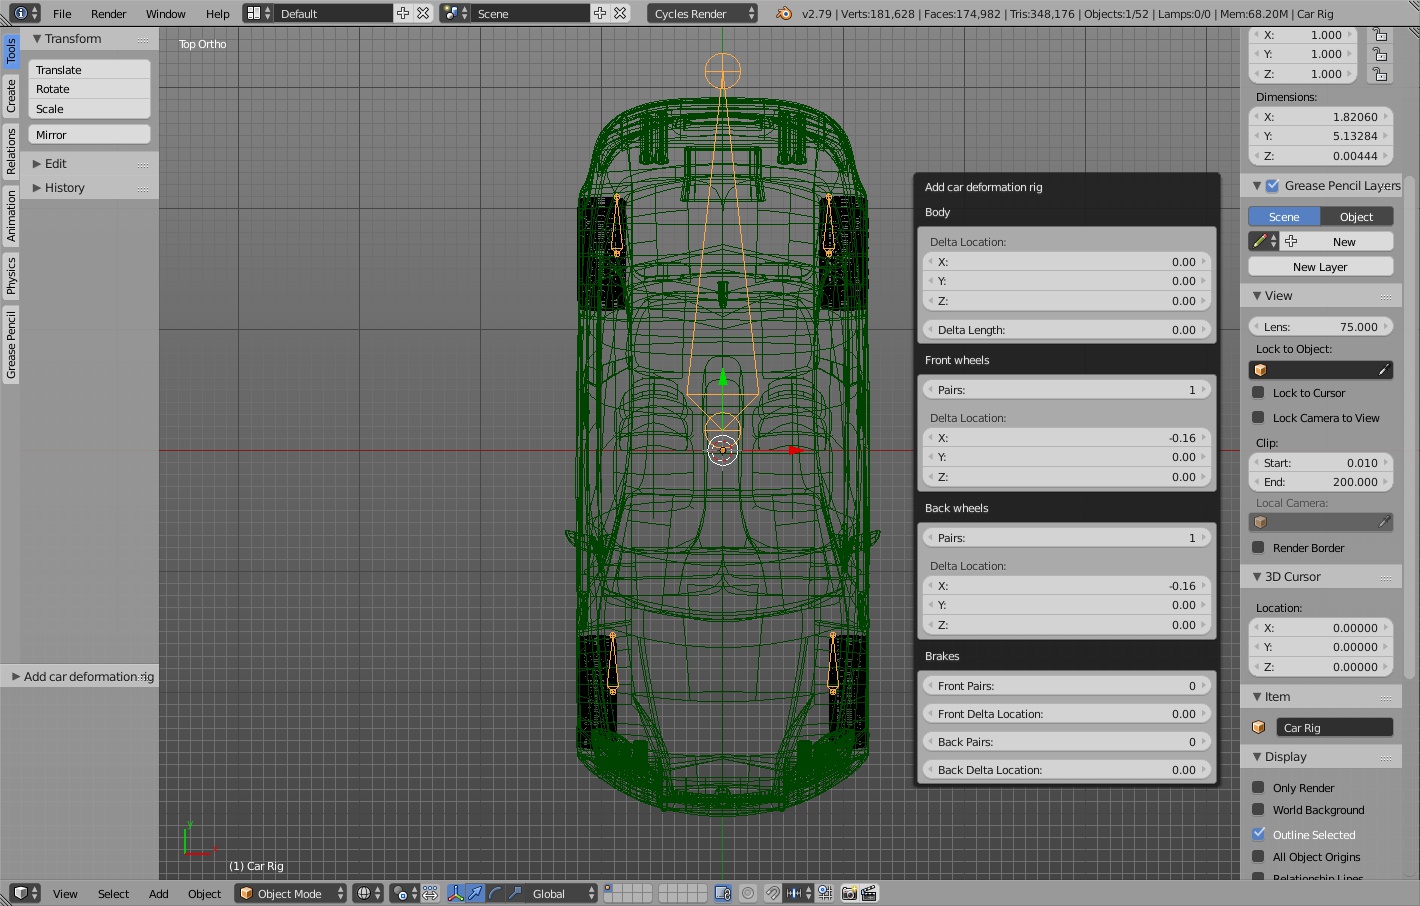 File Render Window Help Default Scene Cycles Render v2.79 | Verts:181,628 | Faces:174,982 | Tris:348,176 | Objects:1/52 | Lamps:0/0 | Mem:68.20M | Car Rig
Tools
Create
Relations
Animation
Physics
Grease Pencil
Transform
Translate
Rotate
Scale
Mirror
Edit
History
Add car deformation rig
Top Ortho
y
(1) Car Rig
Add car deformation rig
Body
Delta Location:
X: 0.00
Y: 0.00
Z: 0.00
Delta Length: 0.00
Front wheels
Pairs: 1
Delta Location:
X: -0.16
Y: 0.00
Z: 0.00
Back wheels
Pairs: 1
Delta Location:
X: -0.16
Y: 0.00
Z: 0.00
Brakes
Front Pairs: 0
Front Delta Location: 0.00
Back Pairs: 0
Back Delta Location: 0.00
X: 1.000
Y: 1.000
Z: 1.000
Dimensions:
X: 1.82060
Y: 5.13284
Z: 0.00444
Grease Pencil Layers
Scene Object
New
New Layer
View
Lens: 75.000
Lock to Object:
Lock to Cursor
Lock Camera to View
Clip:
Start: 0.010
End: 200.000
Local Camera:
Render Border
3D Cursor
Location:
X: 0.00000
Y: 0.00000
Z: 0.00000
Item
Car Rig
Display
Only Render
World Background
Outline Selected
All Object Origins
Relationship Lines
View Select Add Object Object Mode Global